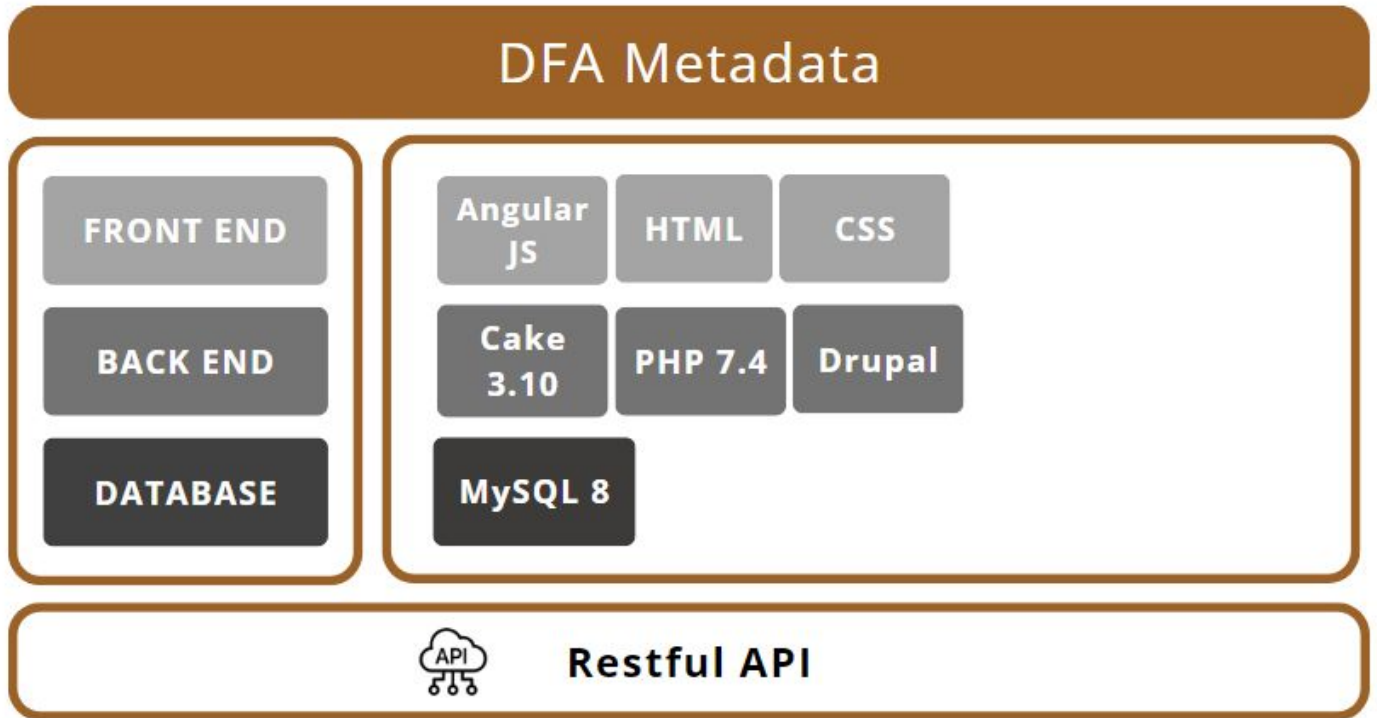 DFA Metadata
FRONT END
Angular
JS
HTML
CSS
BACK END
Cake
3.10
PHP 7.4
Drupal
DATABASE
MySQL 8
API
Restful API